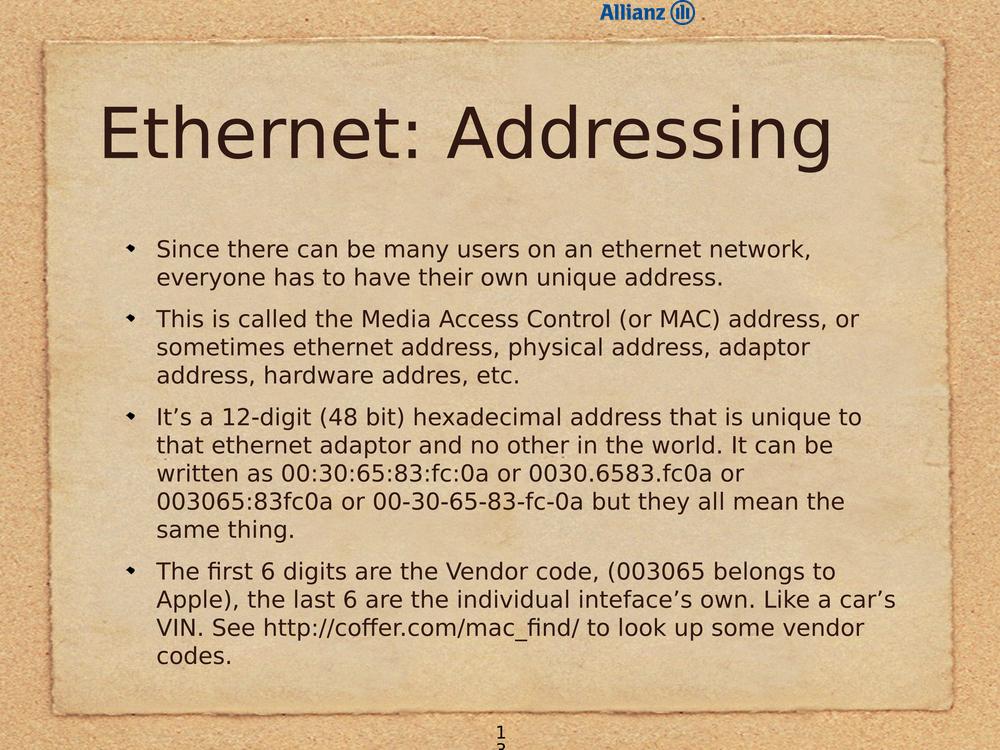 Allianz
Ethernet: Addressing
Since there can be many users on an ethernet network,
everyone has to have their own unique address.
This is called the Media Access Control (or MAC) address, or
sometimes ethernet address, physical address, adaptor
address, hardware addres, etc.
It’s a 12-digit (48 bit) hexadecimal address that is unique to
that ethernet adaptor and no other in the world. It can be
written as 00:30:65:83:fc:0a or 0030.6583.fc0a or
003065:83fc0a or 00-30-65-83-fc-0a but they all mean the
same thing.
The first 6 digits are the Vendor code, (003065 belongs to
Apple), the last 6 are the individual inteface’s own. Like a car’s
VIN. See http://coffer.com/mac_find/ to look up some vendor
codes.
1